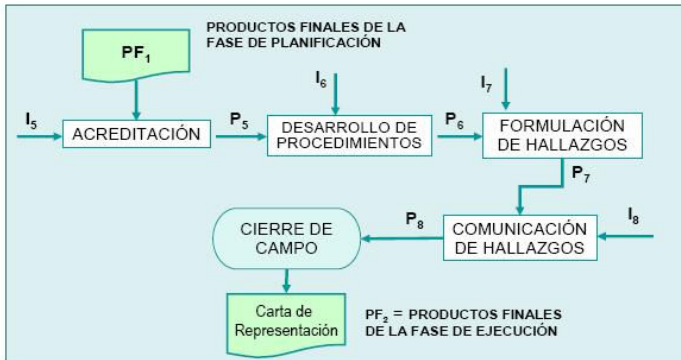 PRODUCTOS FINALES DE LA
FASE DE PLANIFICACIÓN
PF1
I6
I7
I5
ACREDITACIÓN
P5
DESARROLLO DE
PROCEDIMIENTOS
P6
FORMULACIÓN
DE HALLAZGOS
P7
CIERRE DE
CAMPO
P8
COMUNICACIÓN
DE HALLAZGOS
I8
Carta de
Representación
PF2 = PRODUCTOS FINALES
DE LA FASE DE EJECUCIÓN